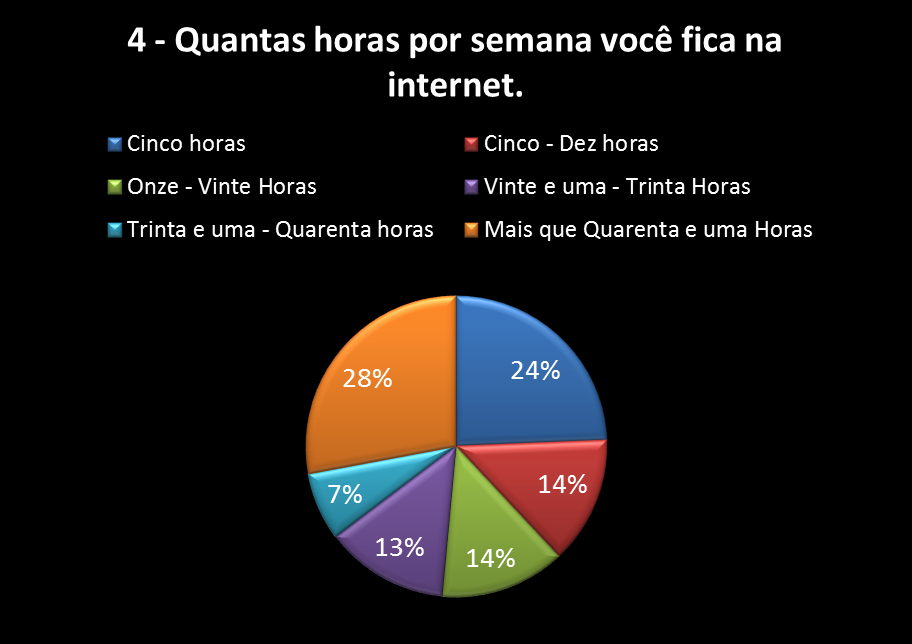 4 - Quantas horas por semana você fica na
internet.
Cinco horas
Cinco - Dez horas
Onze - Vinte Horas
Vinte e uma - Trinta Horas
Trinta e uma - Quarenta horas
Mais que Quarenta e uma Horas
28%
24%
14%
7%
13%
14%